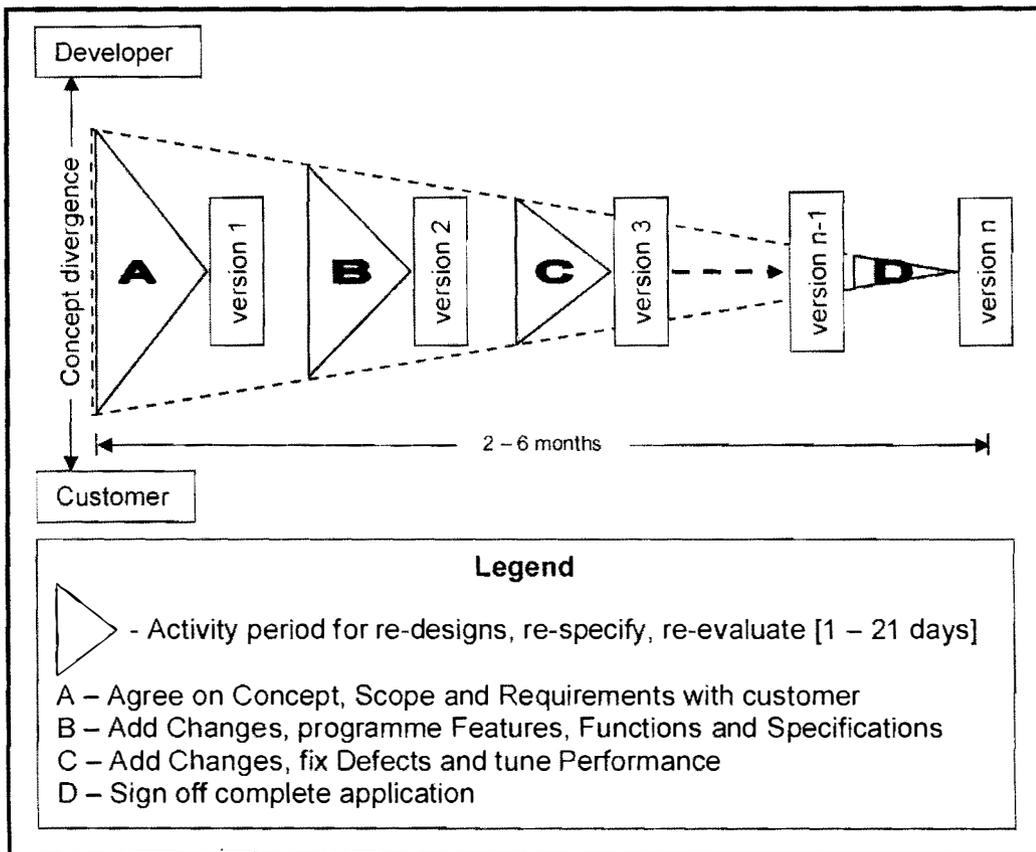 Developer
Concept divergence
A
version 1
B
version 2
C
version 3
version n-1
D
version n
2 – 6 months
Customer
Legend
- Activity period for re-designs, re-specify, re-evaluate [1 – 21 days]
A – Agree on Concept, Scope and Requirements with customer
B – Add Changes, programme Features, Functions and Specifications
C – Add Changes, fix Defects and tune Performance
D – Sign off complete application